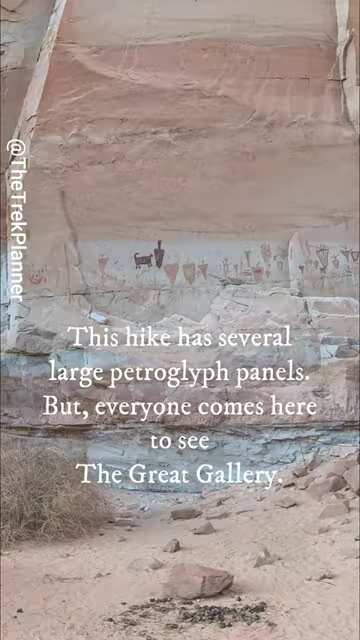 @TheTrekPlanner
This hike has several
large petroglyph panels.
But, everyone comes here
to see
The Great Gallery.